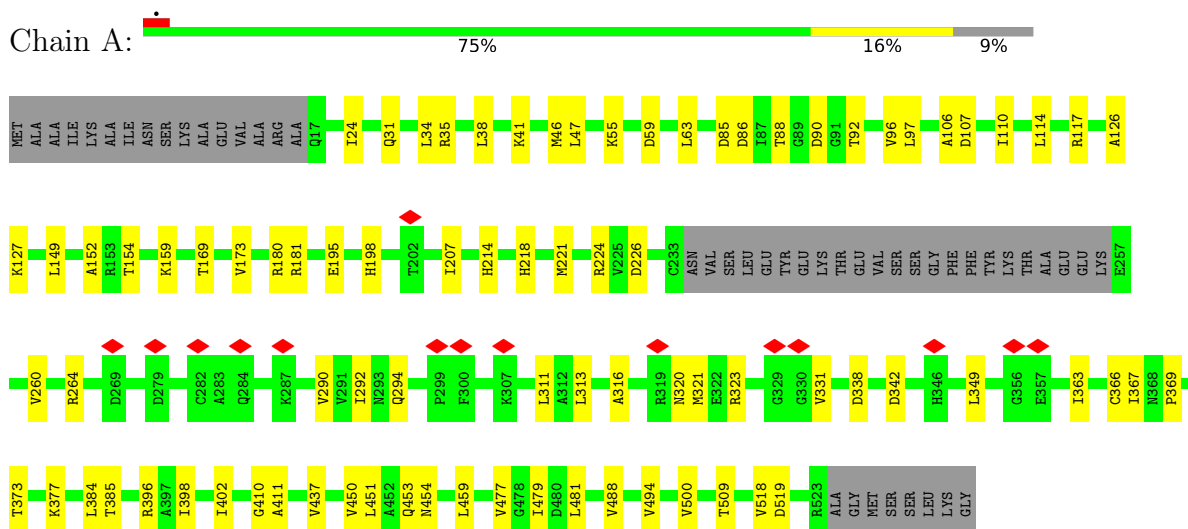 Chain A:
75% 16% 9%
MET ALA ALA ILE LYS ALA ILE ASN SER LYS ALA GLU VAL ALA ARG ALA Q17 I24 Q31 L34 R35 L38 K41 M46 L47 K55 D59 L63 D85 D86 I87 T88 G89 D90 G91 T92 V96 L97 A106 D107 I110 L114 R117 A126
K127 L149 A152 R153 T154 K159 T169 V173 R180 R181 E195 H198 T202 I207 H214 H218 M221 R224 V225 D226 C233 ASN VAL SER LEU GLU TYR GLU LYS THR GLU VAL SER SER GLY PHE PHE TYR LYS THR ALA GLU GLU LYS E257
V260 R264 D269 D279 C282 A283 Q284 K287 V290 V291 I292 N293 Q294 P299 F300 K307 L311 A312 L313 A316 R319 N320 M321 E322 R323 G329 G330 V331 D338 D342 H346 L349 G356 E357 I363 C366 I367 N368 P369
T373 K377 L384 T385 R396 A397 I398 I402 G410 A411 V437 V450 L451 A452 Q453 N454 L459 V477 G478 I479 D480 L481 V488 V494 V500 T509 V518 D519 R523 ALA GLY MET SER SER LEU LYS GLY